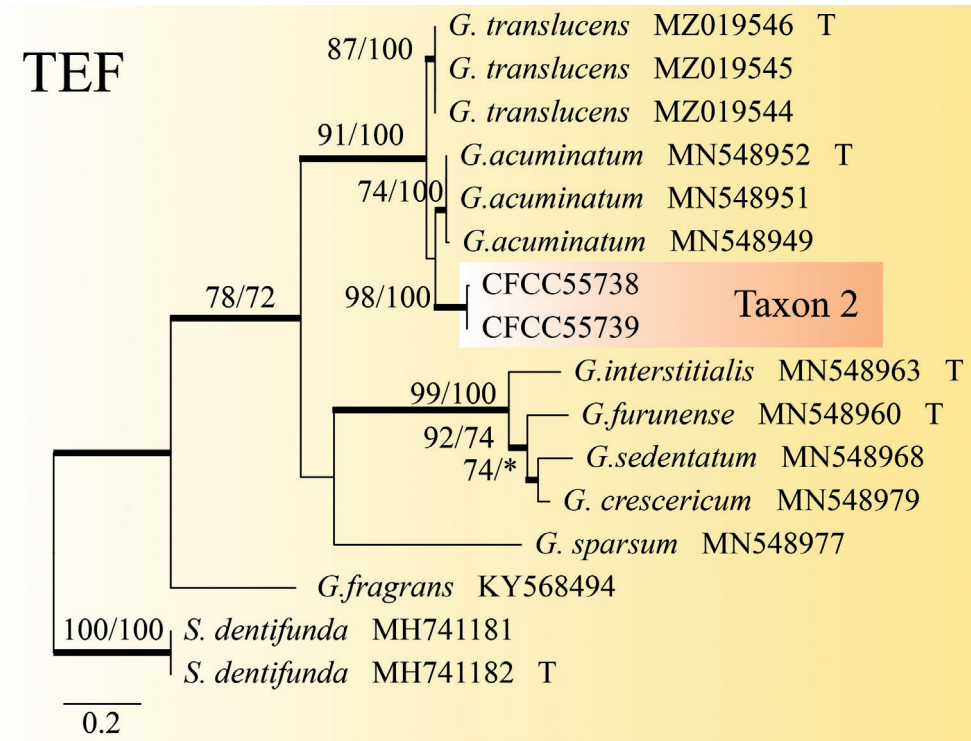 TEF
G. translucens MZ019546 T
87/100
G. translucens MZ019545
G. translucens MZ019544
91/100
G.acuminatum MN548952 T
74/100
G.acuminatum MN548951
G.acuminatum MN548949
CFCC55738
98/100
Taxon 2
78/72
CFCC55739
G.interstitialis MN548963 T
99/100
G.furunense MN548960 T
92/74
74/*
G.sedentatum MN548968
G. crescericum MN548979
G. sparsum MN548977
G.fragrans KY568494
100/100
S. dentifunda MH741181
S. dentifunda MH741182 T
0.2